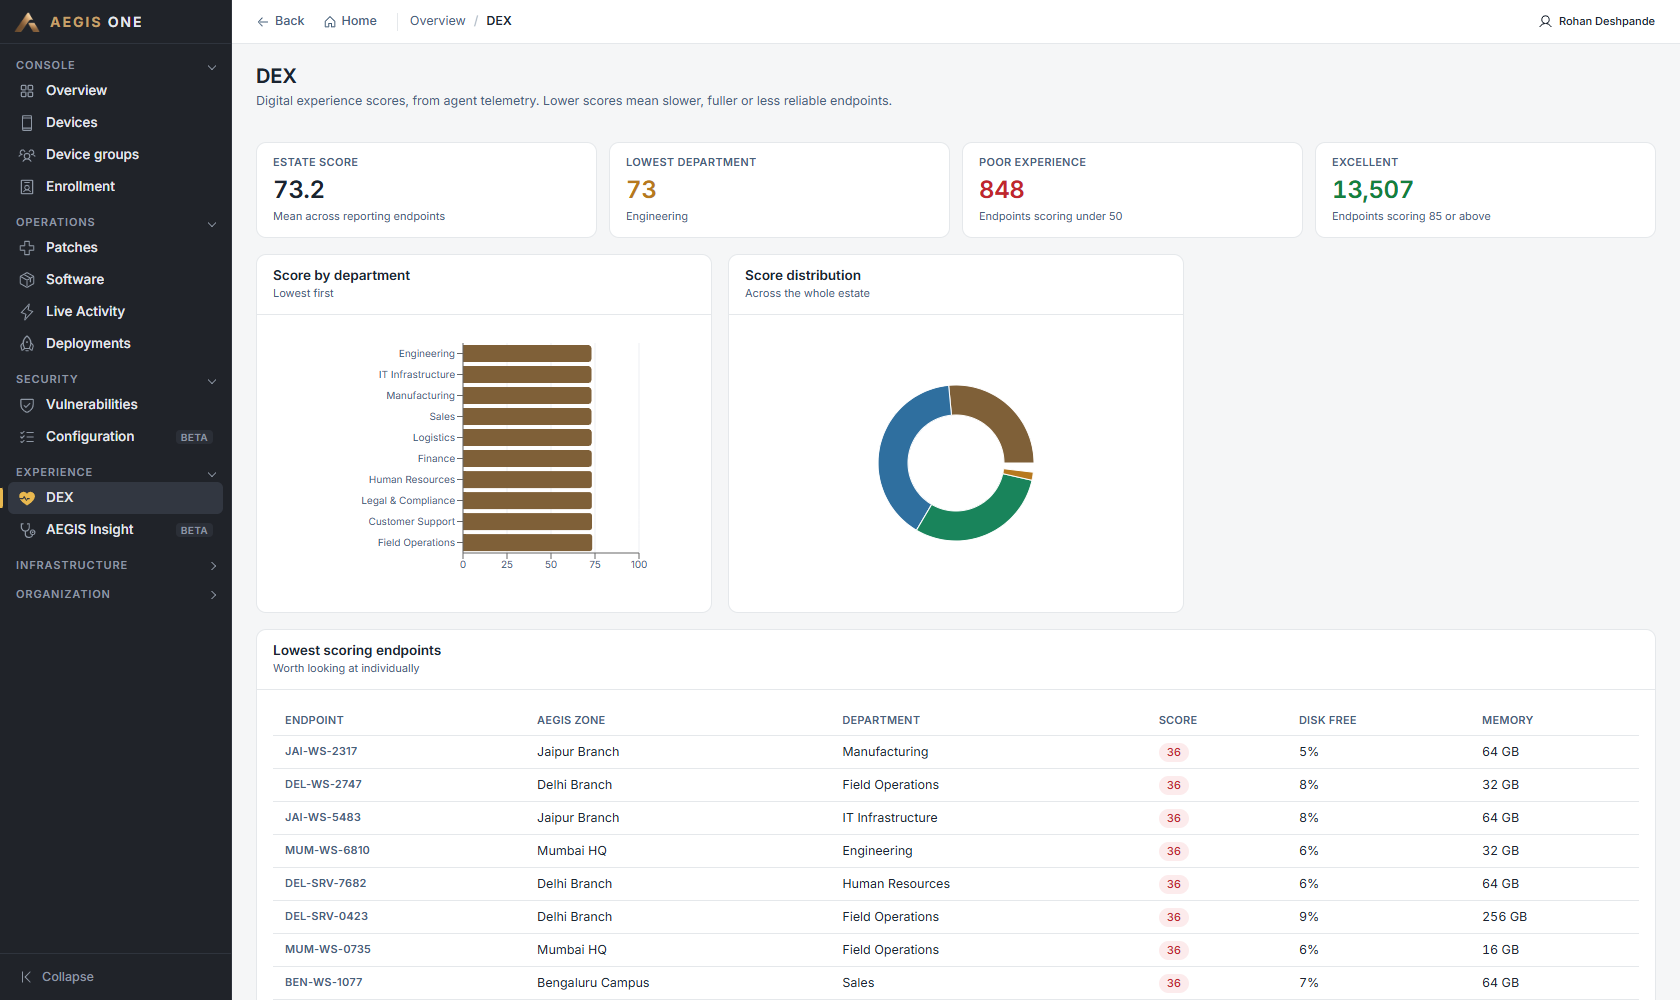 AEGIS ONE
Back
Home
Overview / DEX
Rohan Deshpande
CONSOLE
Overview
Devices
Device groups
Enrollment
OPERATIONS
Patches
Software
Live Activity
Deployments
SECURITY
Vulnerabilities
Configuration BETA
EXPERIENCE
DEX
AEGIS Insight BETA
INFRASTRUCTURE
ORGANIZATION
Collapse
DEX
Digital experience scores, from agent telemetry. Lower scores mean slower, fuller or less reliable endpoints.
ESTATE SCORE
73.2
Mean across reporting endpoints
LOWEST DEPARTMENT
73
Engineering
POOR EXPERIENCE
848
Endpoints scoring under 50
EXCELLENT
13,507
Endpoints scoring 85 or above
Score by department
Lowest first
Engineering
IT Infrastructure
Manufacturing
Sales
Logistics
Finance
Human Resources
Legal & Compliance
Customer Support
Field Operations
0 25 50 75 100
Score distribution
Across the whole estate
Lowest scoring endpoints
Worth looking at individually
ENDPOINT AEGIS ZONE DEPARTMENT SCORE DISK FREE MEMORY
JAI-WS-2317 Jaipur Branch Manufacturing 36 5% 64 GB
DEL-WS-2747 Delhi Branch Field Operations 36 8% 32 GB
JAI-WS-5483 Jaipur Branch IT Infrastructure 36 8% 64 GB
MUM-WS-6810 Mumbai HQ Engineering 36 6% 32 GB
DEL-SRV-7682 Delhi Branch Human Resources 36 6% 64 GB
DEL-SRV-0423 Delhi Branch Field Operations 36 9% 256 GB
MUM-WS-0735 Mumbai HQ Field Operations 36 6% 16 GB
BEN-WS-1077 Bengaluru Campus Sales 36 7% 64 GB